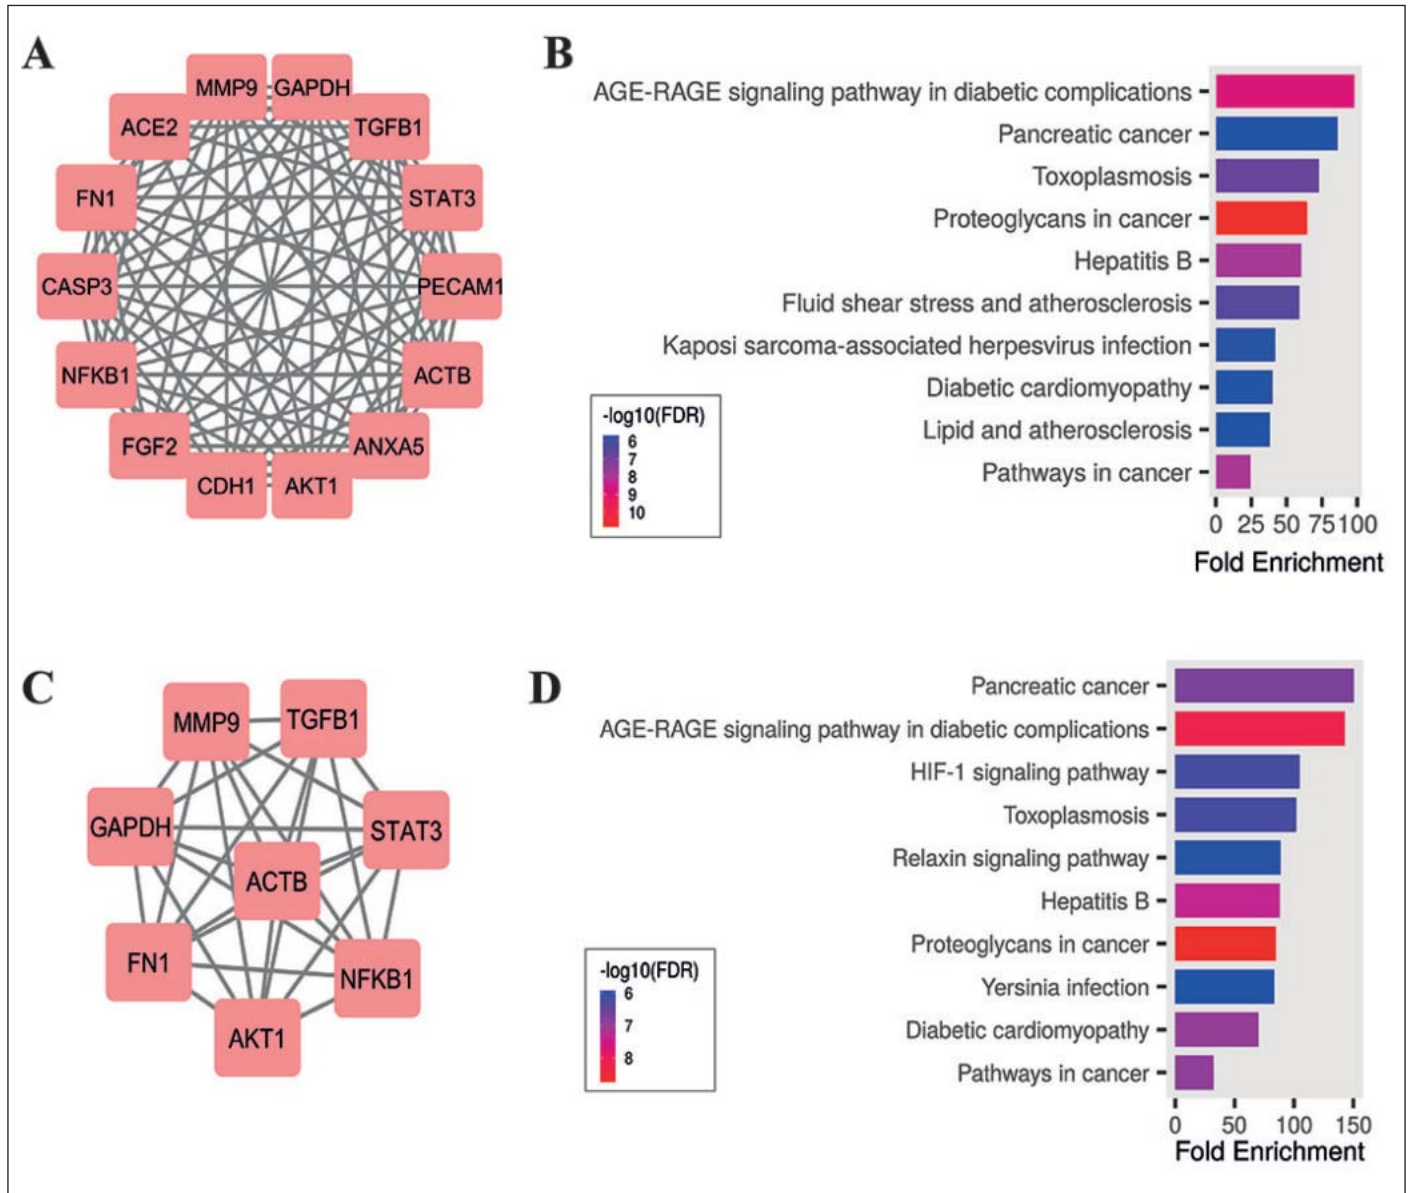 A
MMP9 GAPDH
ACE2 TGFB1
FN1 STAT3
CASP3 PECAM1
NFKB1 ACTB
FGF2 ANXA5
CDH1 AKT1
B
AGE-RAGE signaling pathway in diabetic complications
Pancreatic cancer
Toxoplasmosis
Proteoglycans in cancer
Hepatitis B
Fluid shear stress and atherosclerosis
Kaposi sarcoma-associated herpesvirus infection
Diabetic cardiomyopathy
Lipid and atherosclerosis
Pathways in cancer
0 25 50 75 100
Fold Enrichment
-log10(FDR)
6
7
8
9
10
C
MMP9 TGFB1
GAPDH STAT3
ACTB
FN1 NFKB1
AKT1
D
Pancreatic cancer
AGE-RAGE signaling pathway in diabetic complications
HIF-1 signaling pathway
Toxoplasmosis
Relaxin signaling pathway
Hepatitis B
Proteoglycans in cancer
Yersinia infection
Diabetic cardiomyopathy
Pathways in cancer
0 50 100 150
Fold Enrichment
-log10(FDR)
6
7
8